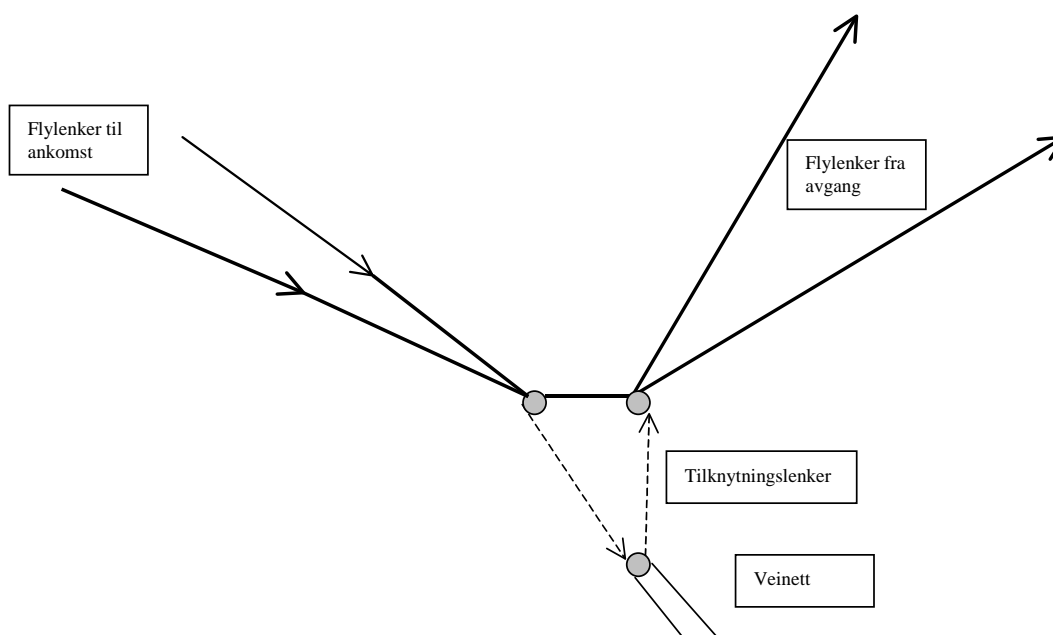 Flylenker til
ankomst
Flylenker fra
avgang
Tilknytningslenker
Veinett